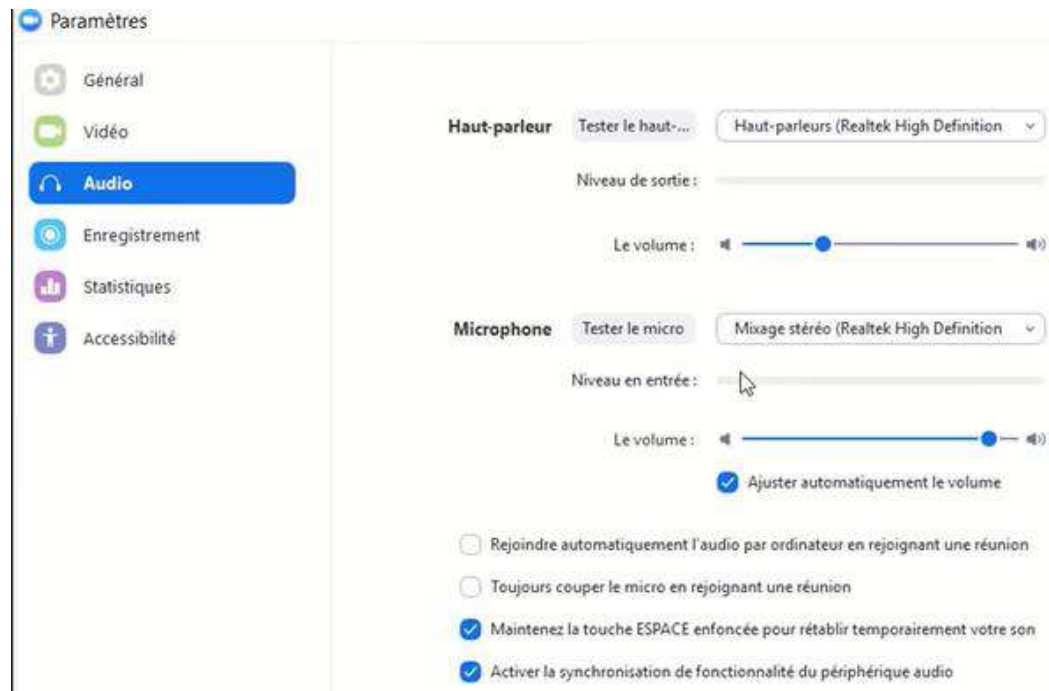 Paramètres
Général
Vidéo
Audio
Enregistrement
Statistiques
Accessibilité
Haut-parleur Tester le haut-... Haut-parleurs (Realtek High Definition
Niveau de sortie :
Le volume :
Microphone Tester le micro Mixage stéréo (Realtek High Definition
Niveau en entrée :
Le volume :
Ajuster automatiquement le volume
Rejoindre automatiquement l'audio par ordinateur en rejoignant une réunion
Toujours couper le micro en rejoignant une réunion
Maintenez la touche ESPACE enfoncée pour rétablir temporairement votre son
Activer la synchronisation de fonctionnalité du périphérique audio